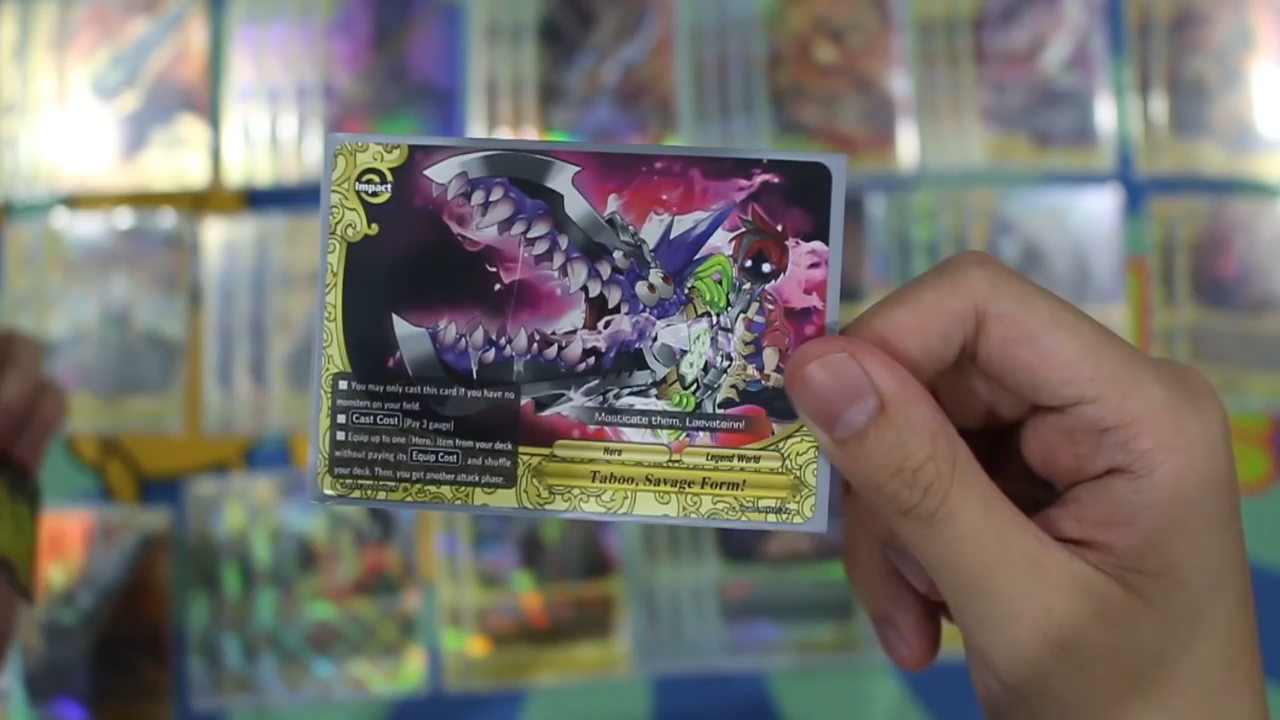 Impact
■ You may only cast this card if you have no
monsters on your field.
■ [Cast Cost] [Pay 3 gauge]
■ Equip up to one [Hero] item from your deck
without paying its [Equip Cost], and shuffle
your deck. Then, you get another attack phase.
Masticate them, Laevateinn!
Hero Legend World
Taboo, Savage Form!